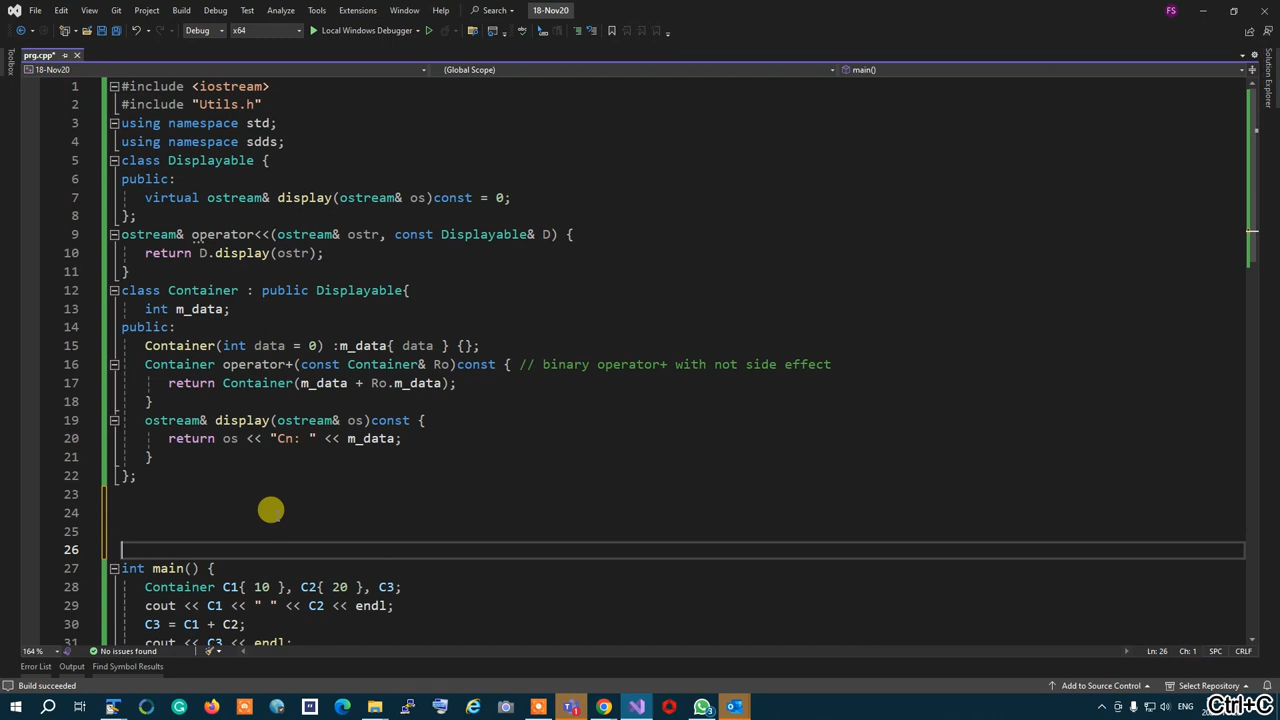 File Edit View Git Project Build Debug Test Analyze Tools Extensions Window Help Search 18-Nov20 FS
Debug x64 Local Windows Debugger
prg.cpp*
18-Nov20 (Global Scope) main()
Toolbox
Solution Explorer
1 #include <iostream>
2 #include "Utils.h"
3 using namespace std;
4 using namespace sdds;
5 class Displayable {
6 public:
7 virtual ostream& display(ostream& os)const = 0;
8 };
9 ostream& operator<<(ostream& ostr, const Displayable& D) {
10 return D.display(ostr);
11 }
12 class Container : public Displayable{
13 int m_data;
14 public:
15 Container(int data = 0) :m_data{ data } {};
16 Container operator+(const Container& Ro)const { // binary operator+ with not side effect
17 return Container(m_data + Ro.m_data);
18 }
19 ostream& display(ostream& os)const {
20 return os << "Cn: " << m_data;
21 }
22 };
23
24
25
26
27 int main() {
28 Container C1{ 10 }, C2{ 20 }, C3;
29 cout << C1 << " " << C2 << endl;
30 C3 = C1 + C2;
31 cout << C3 << endl;
164 % No issues found Ln: 26 Ch: 1 SPC CRLF
Error List Output Find Symbol Results
Build succeeded Add to Source Control Select Repository
ENG
Ctrl+C